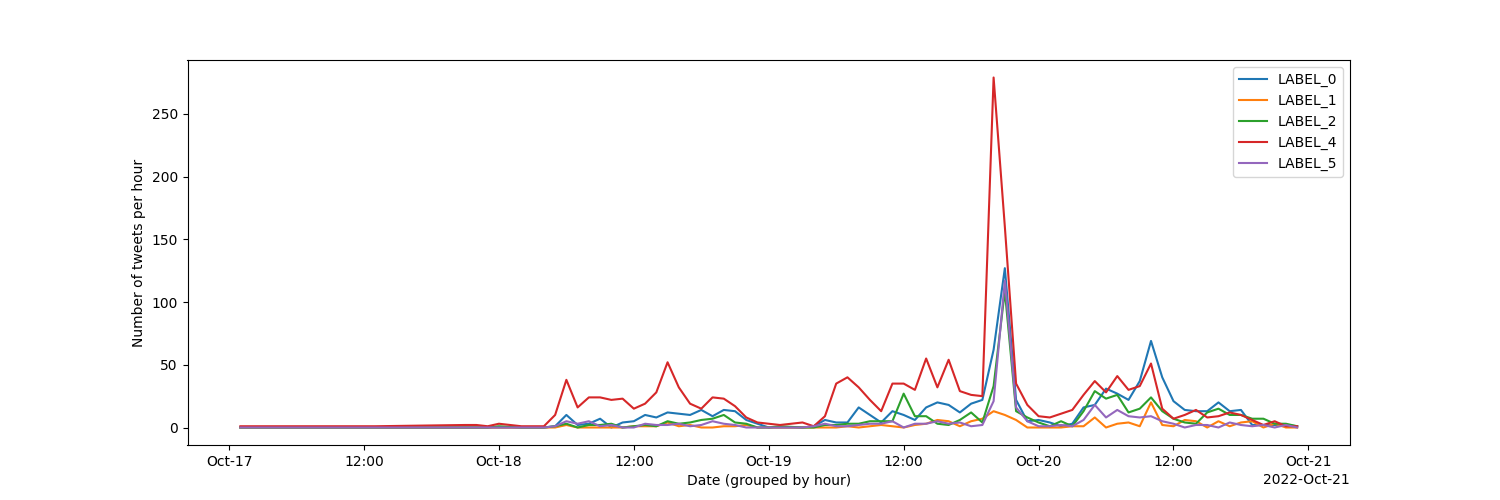 LABEL_0
LABEL_1
LABEL_2
LABEL_4
LABEL_5
Number of tweets per hour
250
200
150
100
50
0
Oct-17 12:00 Oct-18 12:00 Oct-19 12:00 Oct-20 12:00 Oct-21
Date (grouped by hour)
2022-Oct-21